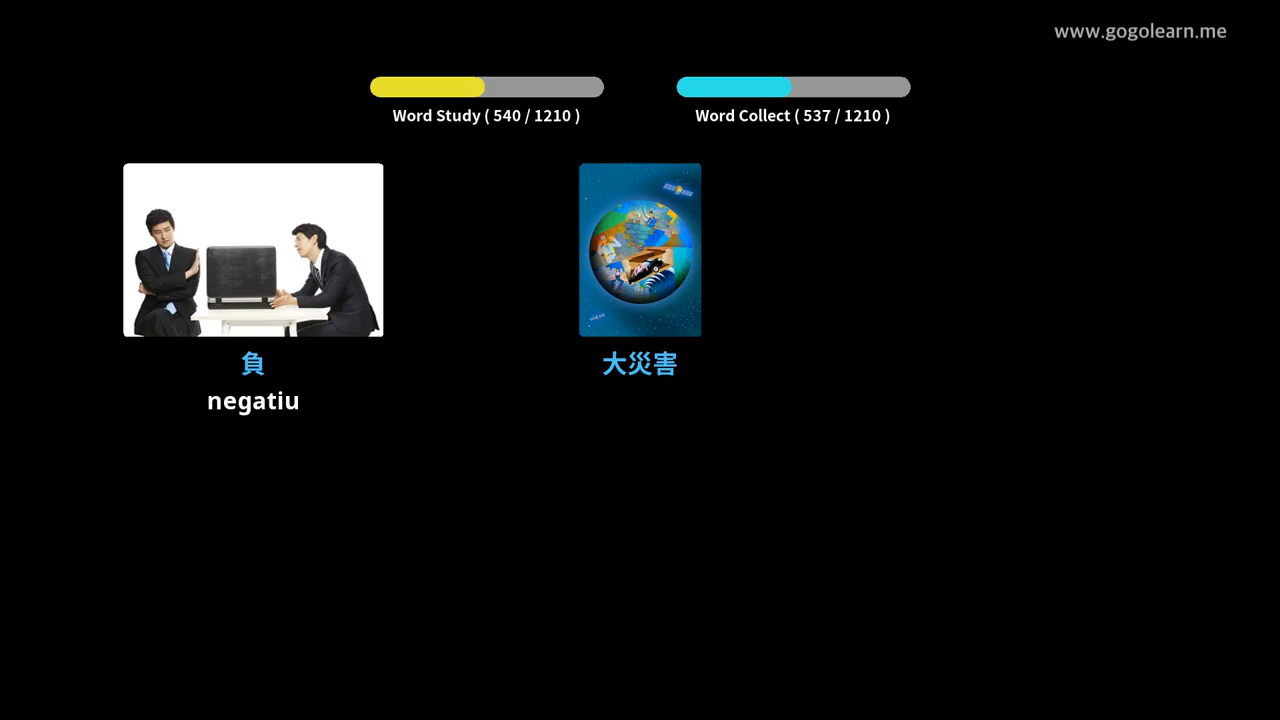 www.gogolearn.me
Word Study ( 540 / 1210 )
Word Collect ( 537 / 1210 )
負
negatiu
大災害